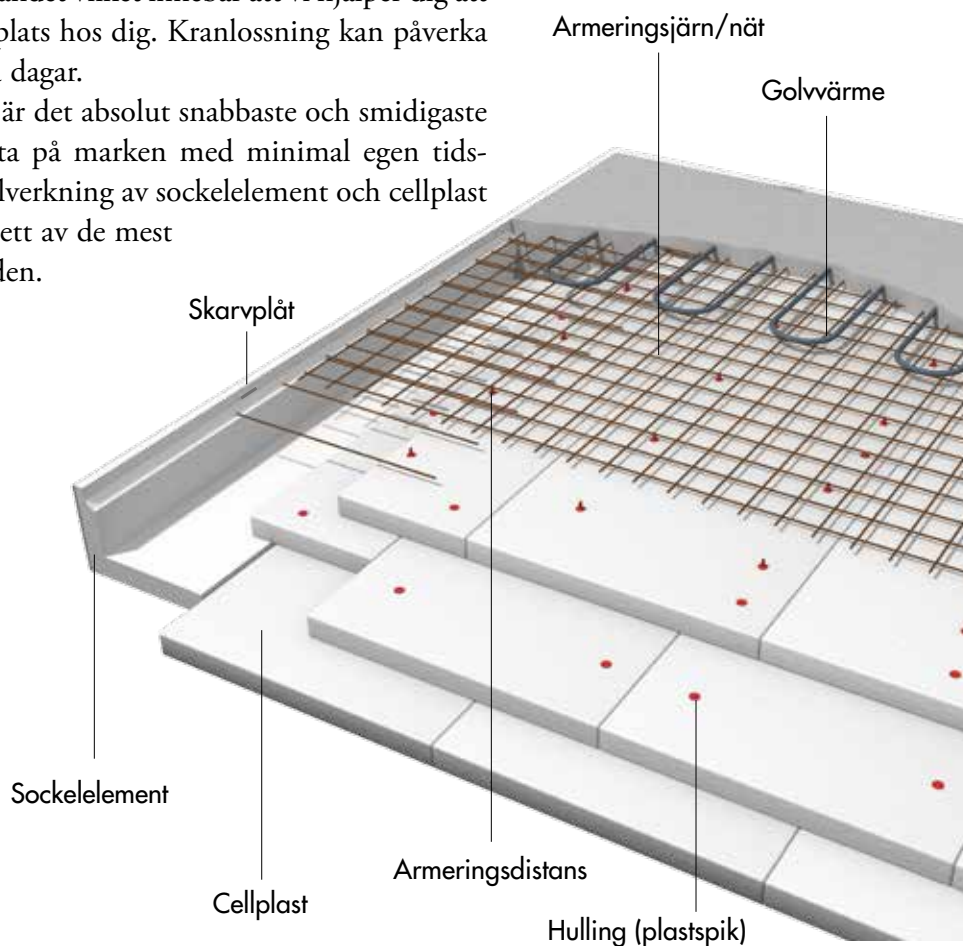 plats hos dig. Kranlossning kan påverka
dagar.
är det absolut snabbaste och smidigaste
ta på marken med minimal egen tids-
lverkning av sockelelement och cellplast
ett av de mest
den.
Armeringsjärn/nät
Golvvärme
Skarvplåt
Sockelelement
Cellplast
Armeringsdistans
Hulling (plastspik)